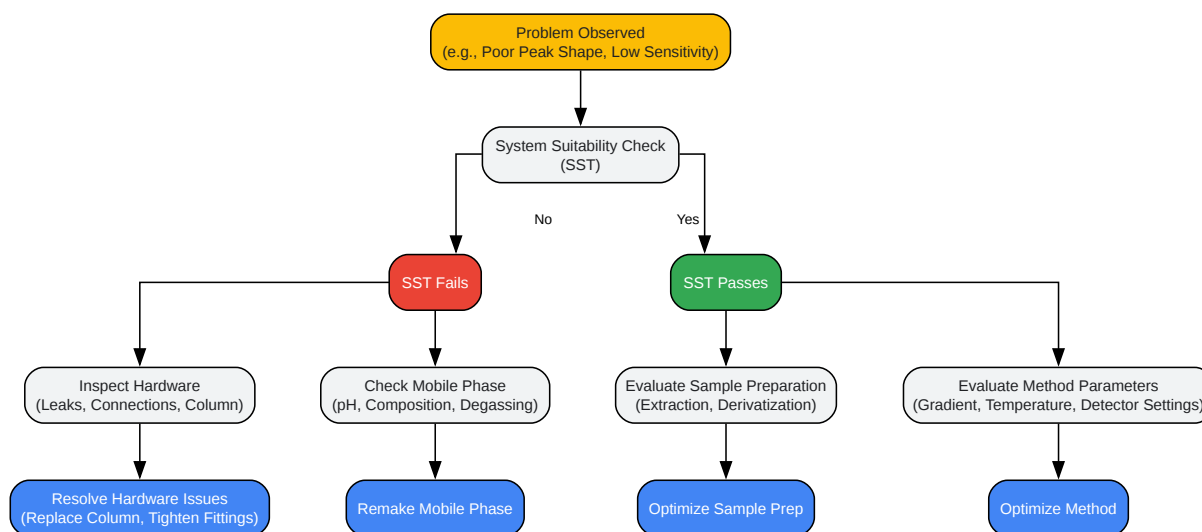 Problem Observed
(e.g., Poor Peak Shape, Low Sensitivity)
System Suitability Check
(SST)
No
Yes
SST Fails
SST Passes
Inspect Hardware
(Leaks, Connections, Column)
Check Mobile Phase
(pH, Composition, Degassing)
Evaluate Sample Preparation
(Extraction, Derivatization)
Evaluate Method Parameters
(Gradient, Temperature, Detector Settings)
Resolve Hardware Issues
(Replace Column, Tighten Fittings)
Remake Mobile Phase
Optimize Sample Prep
Optimize Method